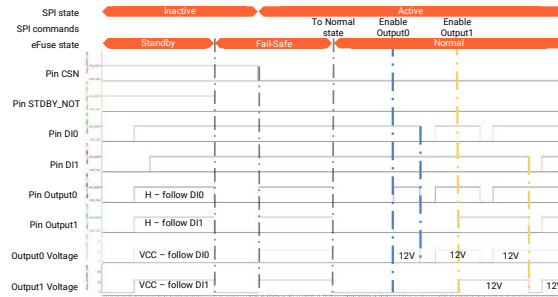 SPI state Inactive Active
SPI commands To Normal state Enable Output0 Enable Output1
eFuse state Standby Fail-Safe Normal
Pin CSN
Pin STDBY_NOT
Pin DI0
Pin DI1
Pin Output0 H – follow DI0
Pin Output1 H – follow DI1
Output0 Voltage VCC – follow DI0 12V 12V 12V
Output1 Voltage VCC – follow DI1 12V 12V